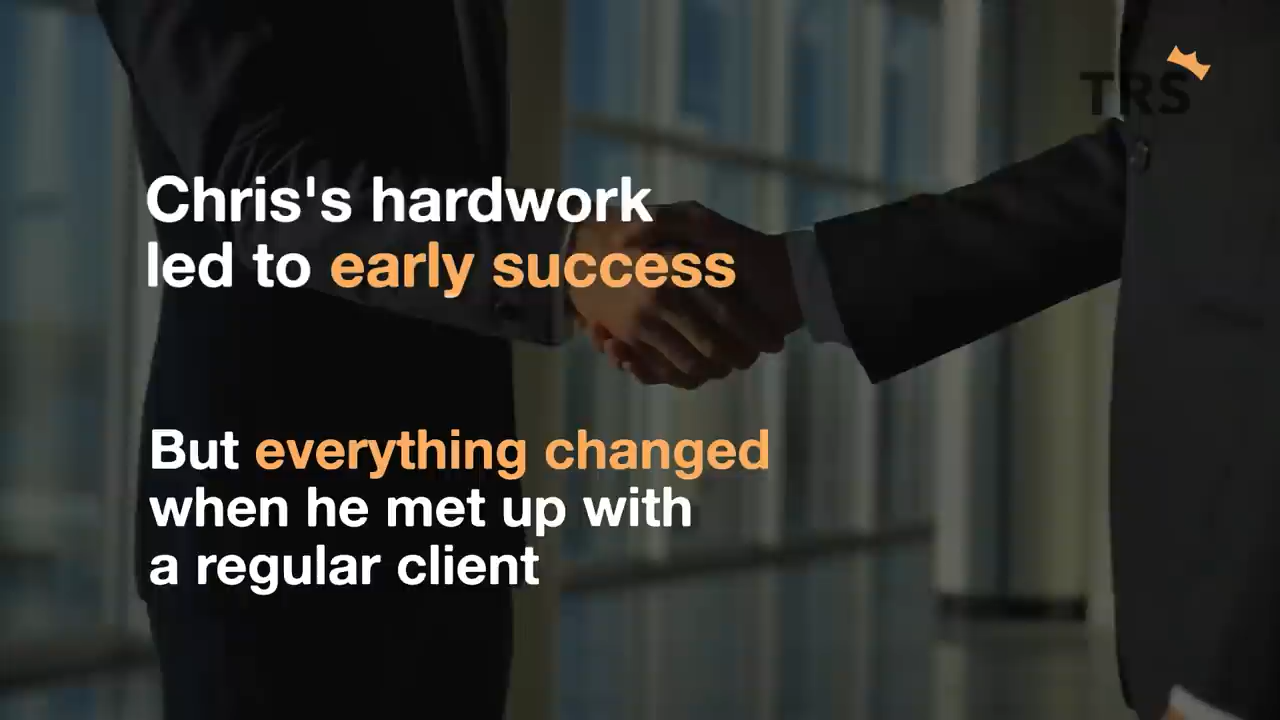 TRS
Chris's hardwork
led to early success
But everything changed
when he met up with
a regular client